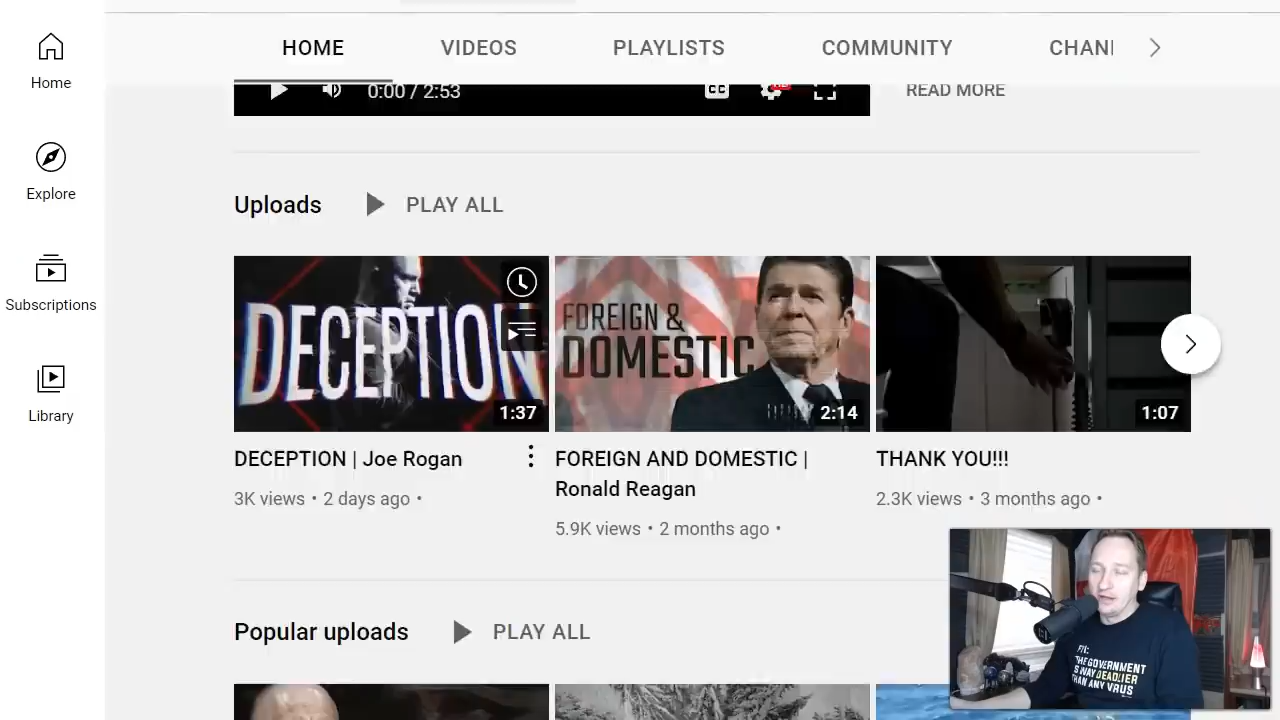 HOME
VIDEOS
PLAYLISTS
COMMUNITY
CHAN
Home
0:00 / 2:53
CC
READ MORE
Explore
Uploads
PLAY ALL
Subscriptions
Library
DECEPTION
1:37
FOREIGN &
DOMESTIC
2:14
1:07
DECEPTION | Joe Rogan
3K views • 2 days ago •
FOREIGN AND DOMESTIC |
Ronald Reagan
5.9K views • 2 months ago •
THANK YOU!!!
2.3K views • 3 months ago •
Popular uploads
PLAY ALL
THE GOVERNMENT
IS WAY DEADLIER
THAN ANY VIRUS